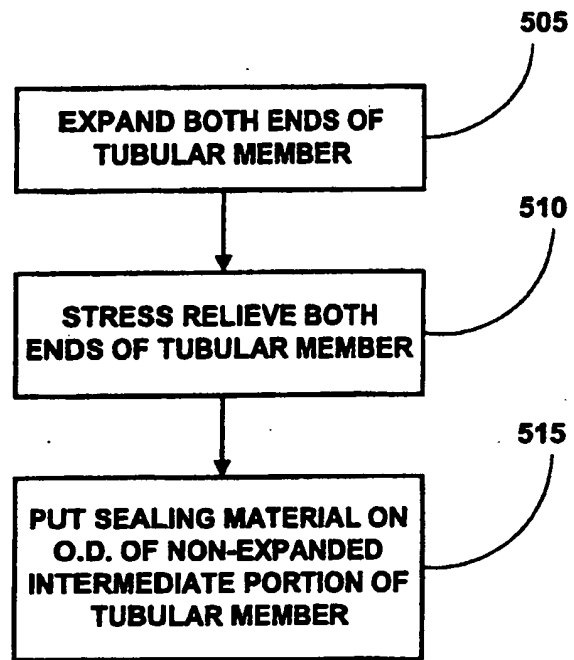 505
EXPAND BOTH ENDS OF
TUBULAR MEMBER
510
STRESS RELIEVE BOTH
ENDS OF TUBULAR MEMBER
515
PUT SEALING MATERIAL ON
O.D. OF NON-EXPANDED
INTERMEDIATE PORTION OF
TUBULAR MEMBER